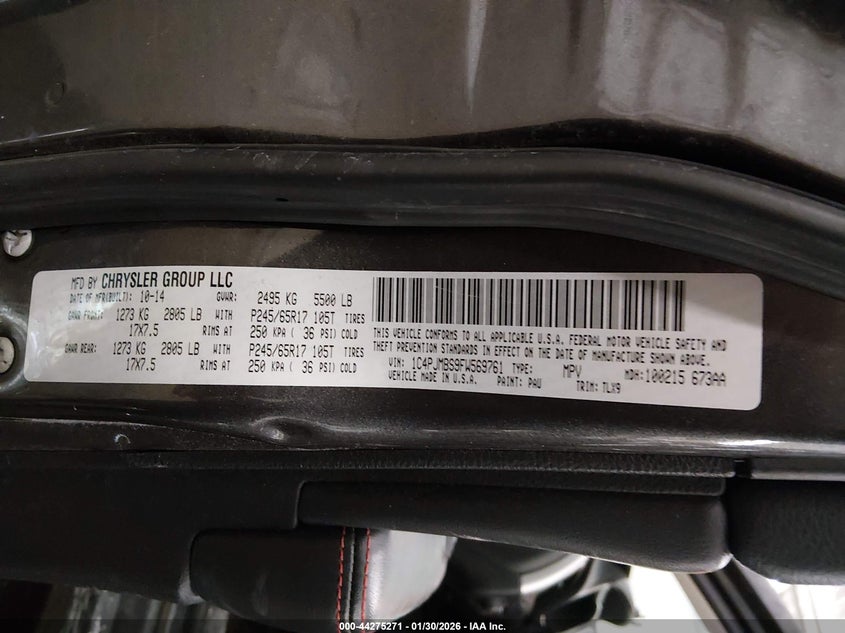 MFD BY CHRYSLER GROUP LLC
DATE OF MFR(BUILT): 10-14 GVWR: 2495 KG 5500 LB
GAWR FRONT: 1273 KG 2805 LB WITH P245/65R17 105T TIRES
17X7.5 RIMS AT 250 KPA ( 36 PSI) COLD
GAWR REAR: 1273 KG 2805 LB WITH P245/65R17 105T TIRES
17X7.5 RIMS AT 250 KPA ( 36 PSI) COLD
THIS VEHICLE CONFORMS TO ALL APPLICABLE U.S.A. FEDERAL MOTOR VEHICLE SAFETY AND
THEFT PREVENTION STANDARDS IN EFFECT ON THE DATE OF MANUFACTURE SHOWN ABOVE.
VIN: 1C4PJMBS9FW569761 TYPE: MPV MDH: 100215 673AA
VEHICLE MADE IN U.S.A. PAINT: PAU TRIM: TLX9
000-44275271 - 01/30/2026 - IAA Inc.